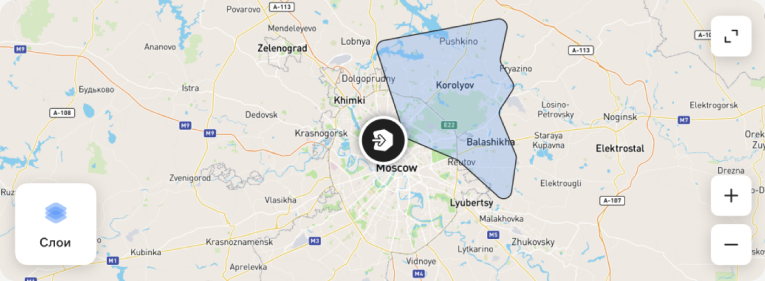 Povarovo
A-113
Mendeleyevo
M9
Ananovo
Zelenograd
Lobnya
Pushkino
A-113
Dolgoprudny
Fryazino
Будьково
Istra
Khimki
Korolyov
Losino-
Petrovsky
Elektrogorsk
A-108
Dedovsk
Noginsk
M7
M9
M9
Krasnogorsk
E22
Balashikha
Staraya
Kupavna
Elektrostal
Reutov
Moscow
Drezna
Zvenigorod
Elektrougli
Vlasikha
Lyubertsy
A-107
Слои
Malakhovka
Krasnoznamensk
M3
M5
Zhukovsky
Kubinka
Lytkarino
M1
Aprelevka
Vidnoye
M4